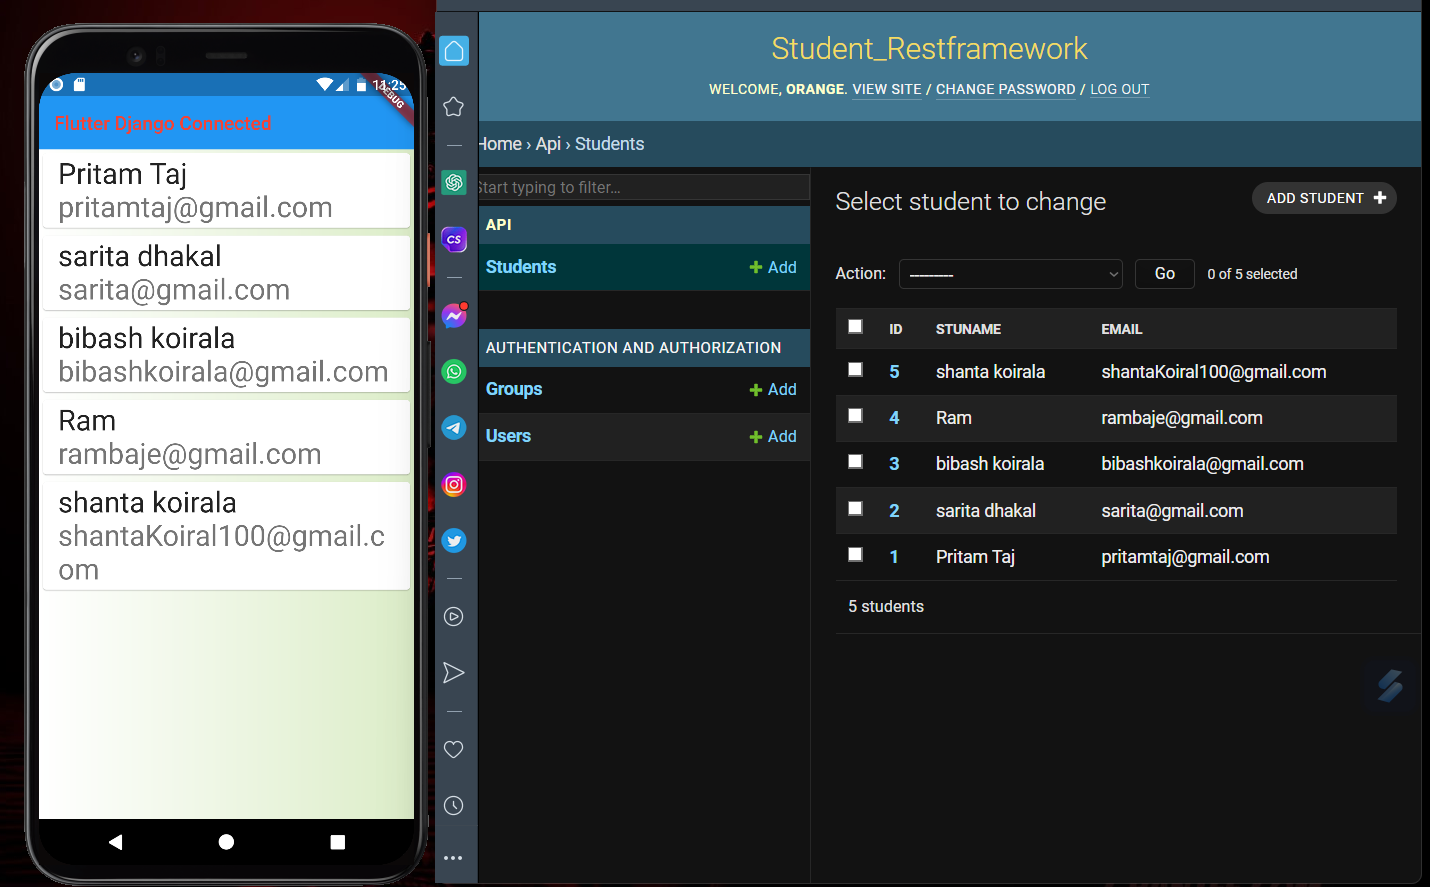 11:25
DEBUG
Flutter Django Connected
Pritam Taj
pritamtaj@gmail.com
sarita dhakal
sarita@gmail.com
bibash koirala
bibashkoirala@gmail.com
Ram
rambaje@gmail.com
shanta koirala
shantaKoiral100@gmail.c
om
CS
Student_Restframework
WELCOME, ORANGE. VIEW SITE / CHANGE PASSWORD / LOG OUT
Home › Api › Students
Start typing to filter...
API
Students + Add
AUTHENTICATION AND AUTHORIZATION
Groups + Add
Users + Add
Select student to change
ADD STUDENT +
Action: --------- Go 0 of 5 selected
ID STUNAME EMAIL
5 shanta koirala shantaKoiral100@gmail.com
4 Ram rambaje@gmail.com
3 bibash koirala bibashkoirala@gmail.com
2 sarita dhakal sarita@gmail.com
1 Pritam Taj pritamtaj@gmail.com
5 students